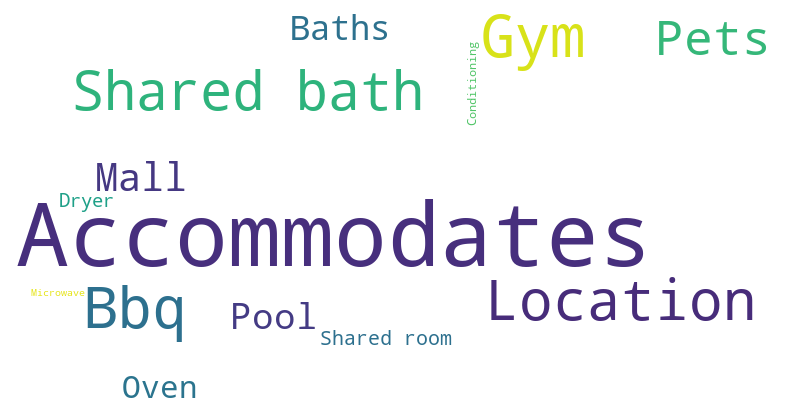 Baths
Gym
Pets
Conditioning
Shared bath
Mall
Dryer
Accommodates
Microwave
Bbq
Location
Pool
Shared room
Oven